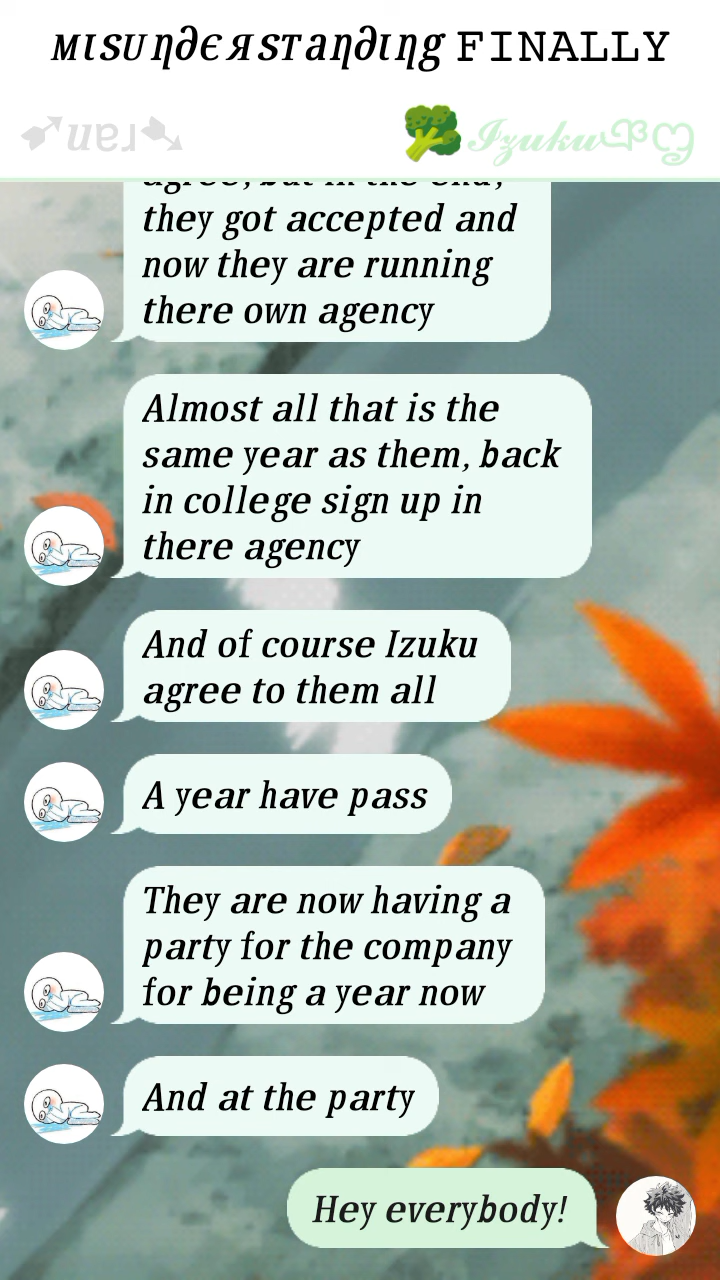 мιѕυη∂єяѕтαη∂ιηg FINALLY
🥦Izuku
they got accepted and
now they are running
there own agency
Almost all that is the
same year as them, back
in college sign up in
there agency
And of course Izuku
agree to them all
A year have pass
They are now having a
party for the company
for being a year now
And at the party
Hey everybody!